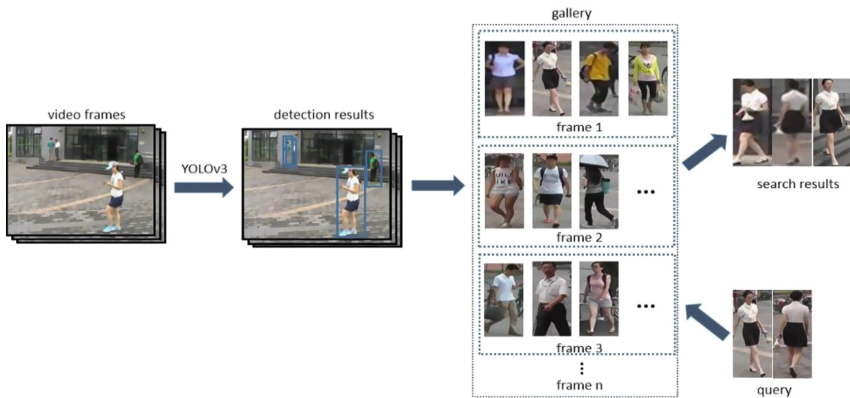 gallery
video frames
detection results
YOLOv3
frame 1
frame 2
...
frame 3
...
frame n
search results
query